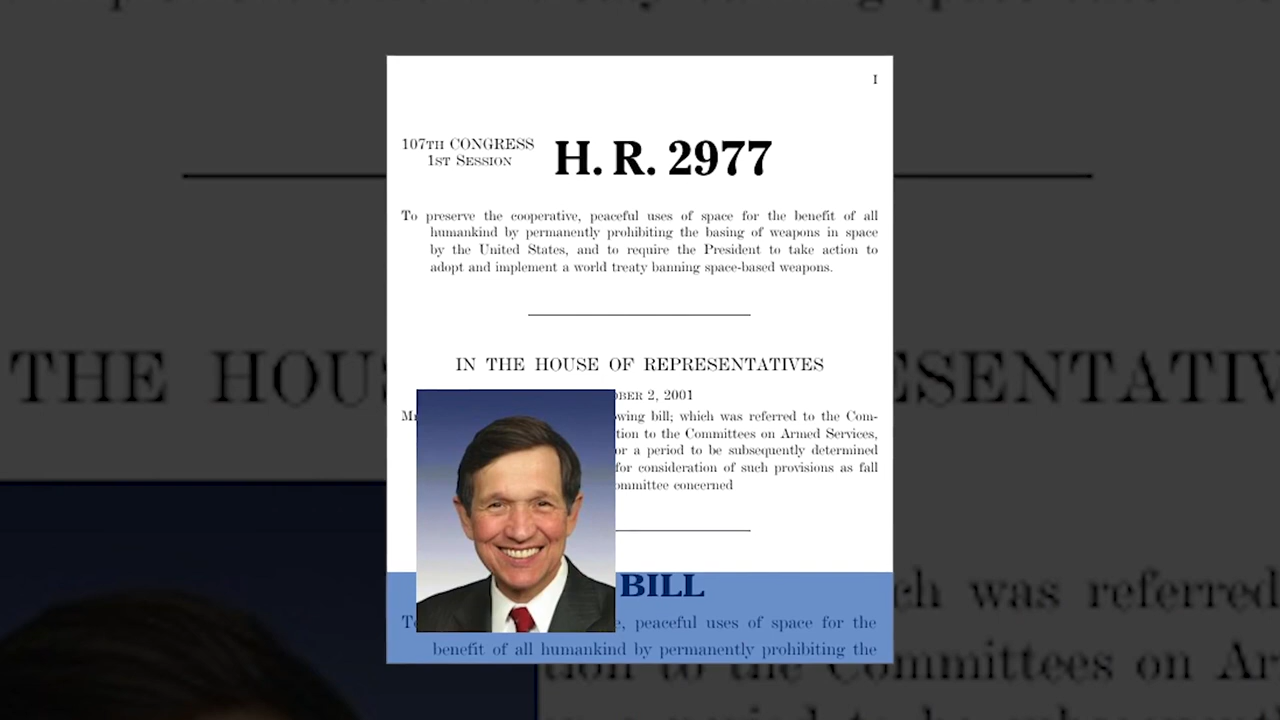 I
107TH CONGRESS
1ST SESSION
H. R. 2977
To preserve the cooperative, peaceful uses of space for the benefit of all
humankind by permanently prohibiting the basing of weapons in space
by the United States, and to require the President to take action to
adopt and implement a world treaty banning space-based weapons.
IN THE HOUSE OF REPRESENTATIVES
2, 2001
bill; which was referred to the Com-
to the Committees on Armed Services,
a period to be subsequently determined
for consideration of such provisions as fall
concerned
BILL
peaceful uses of space for the
benefit of all humankind by permanently prohibiting the
THE
was referred
on